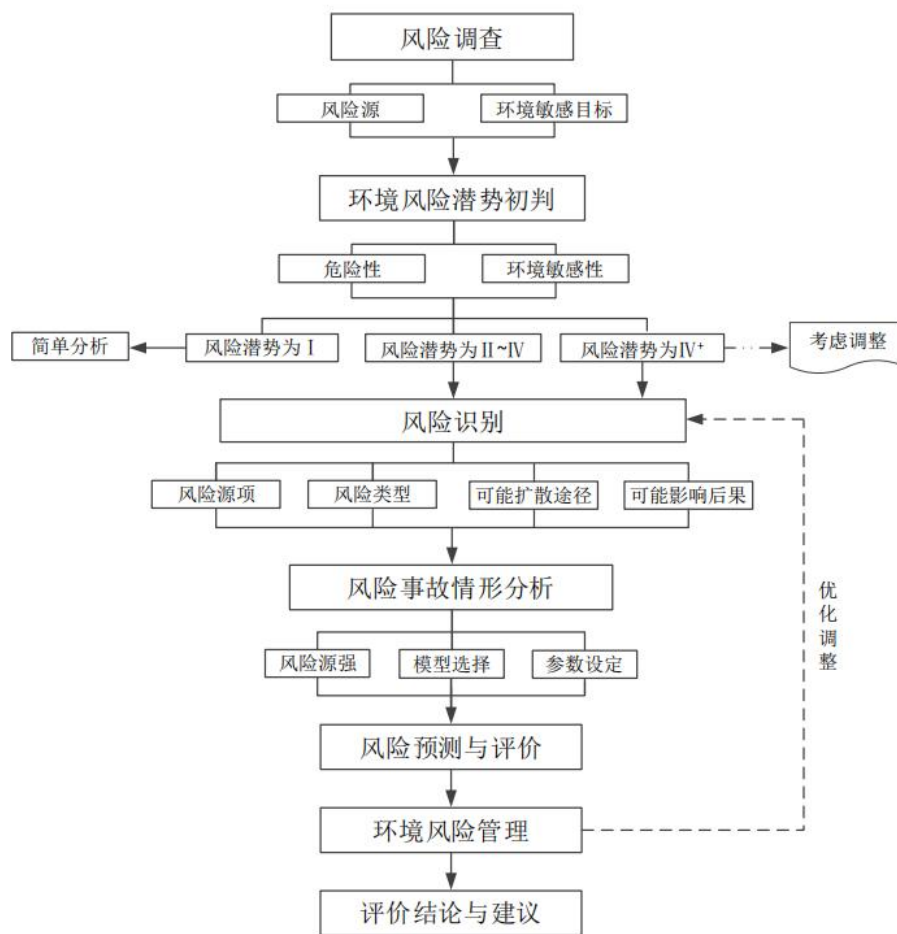 风险调查
风险源
环境敏感目标
环境风险潜势初判
危险性
环境敏感性
简单分析
风险潜势为Ⅰ
风险潜势为Ⅱ~Ⅳ
风险潜势为Ⅳ⁺
考虑调整
风险识别
风险源项
风险类型
可能扩散途径
可能影响后果
风险事故情形分析
优化调整
风险源强
模型选择
参数设定
风险预测与评价
环境风险管理
评价结论与建议